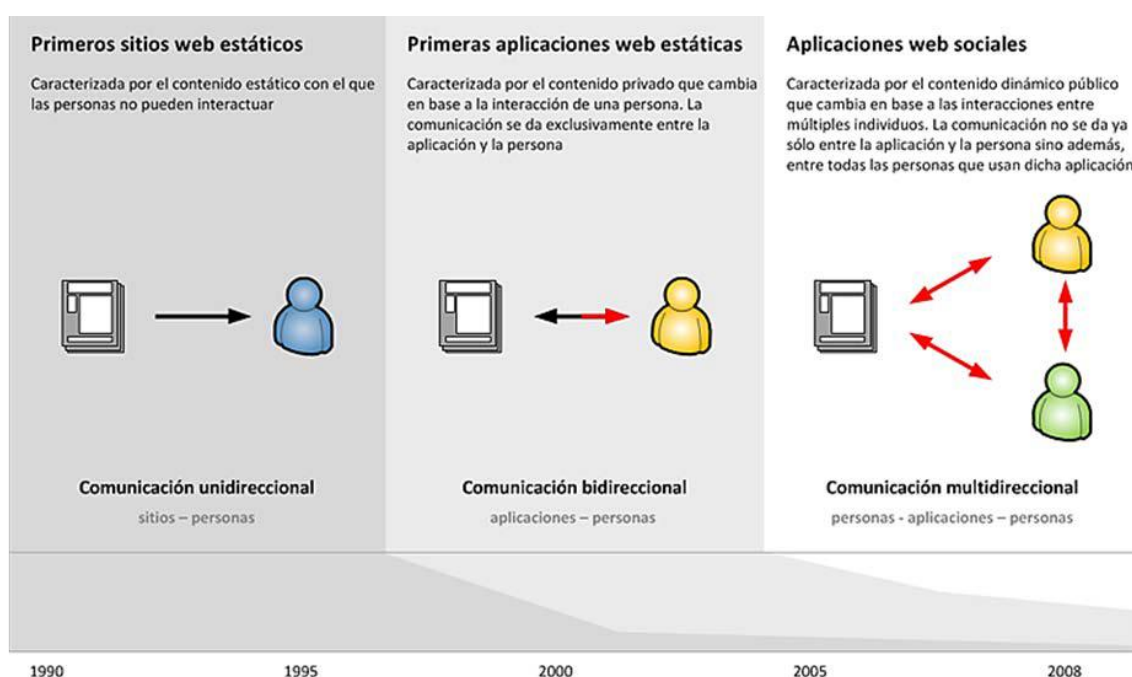 Primeros sitios web estáticos
Caracterizada por el contenido estático con el que
las personas no pueden interactuar
Primeras aplicaciones web estáticas
Caracterizada por el contenido privado que cambia
en base a la interacción de una persona. La
comunicación se da exclusivamente entre la
aplicación y la persona
Aplicaciones web sociales
Caracterizada por el contenido dinámico público
que cambia en base a las interacciones entre
múltiples individuos. La comunicación no se da ya
sólo entre la aplicación y la persona sino además,
entre todas las personas que usan dicha aplicación
Comunicación unidireccional
sitios – personas
Comunicación bidireccional
aplicaciones – personas
Comunicación multidireccional
personas - aplicaciones – personas
1990
1995
2000
2005
2008